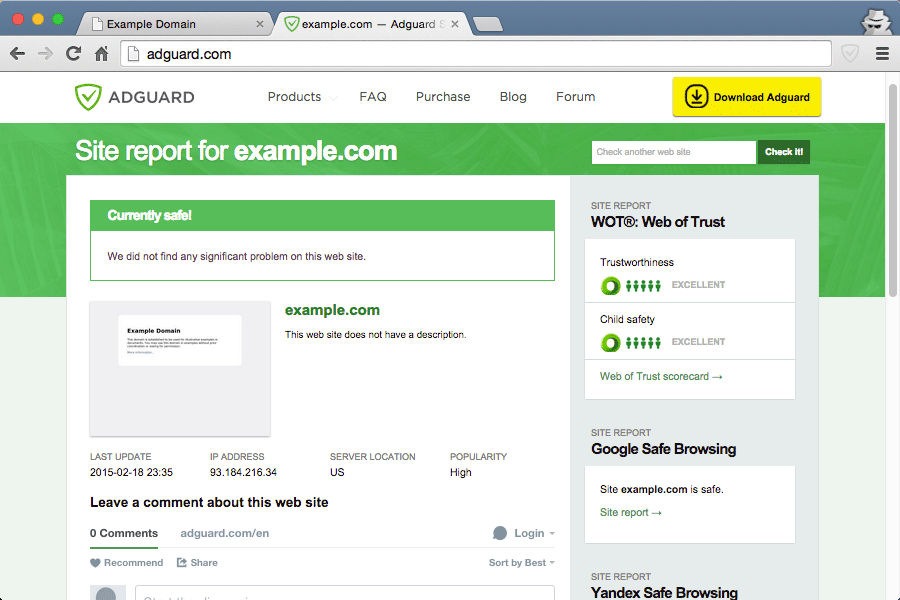 Example Domain
example.com — Adguard S
adguard.com
ADGUARD
Products
FAQ
Purchase
Blog
Forum
Download Adguard
Site report for example.com
Check another web site
Check it!
Currently safe!
We did not find any significant problem on this web site.
Example Domain
This domain is established to be used for illustrative examples in
documents. You may use this domain in examples without prior
coordination or asking for permission.
More information...
example.com
This web site does not have a description.
LAST UPDATE
2015-02-18 23:35
IP ADDRESS
93.184.216.34
SERVER LOCATION
US
POPULARITY
High
Leave a comment about this web site
0 Comments
adguard.com/en
Login
Recommend
Share
Sort by Best
SITE REPORT
WOT®: Web of Trust
Trustworthiness
EXCELLENT
Child safety
EXCELLENT
Web of Trust scorecard →
SITE REPORT
Google Safe Browsing
Site example.com is safe.
Site report →
SITE REPORT
Yandex Safe Browsing